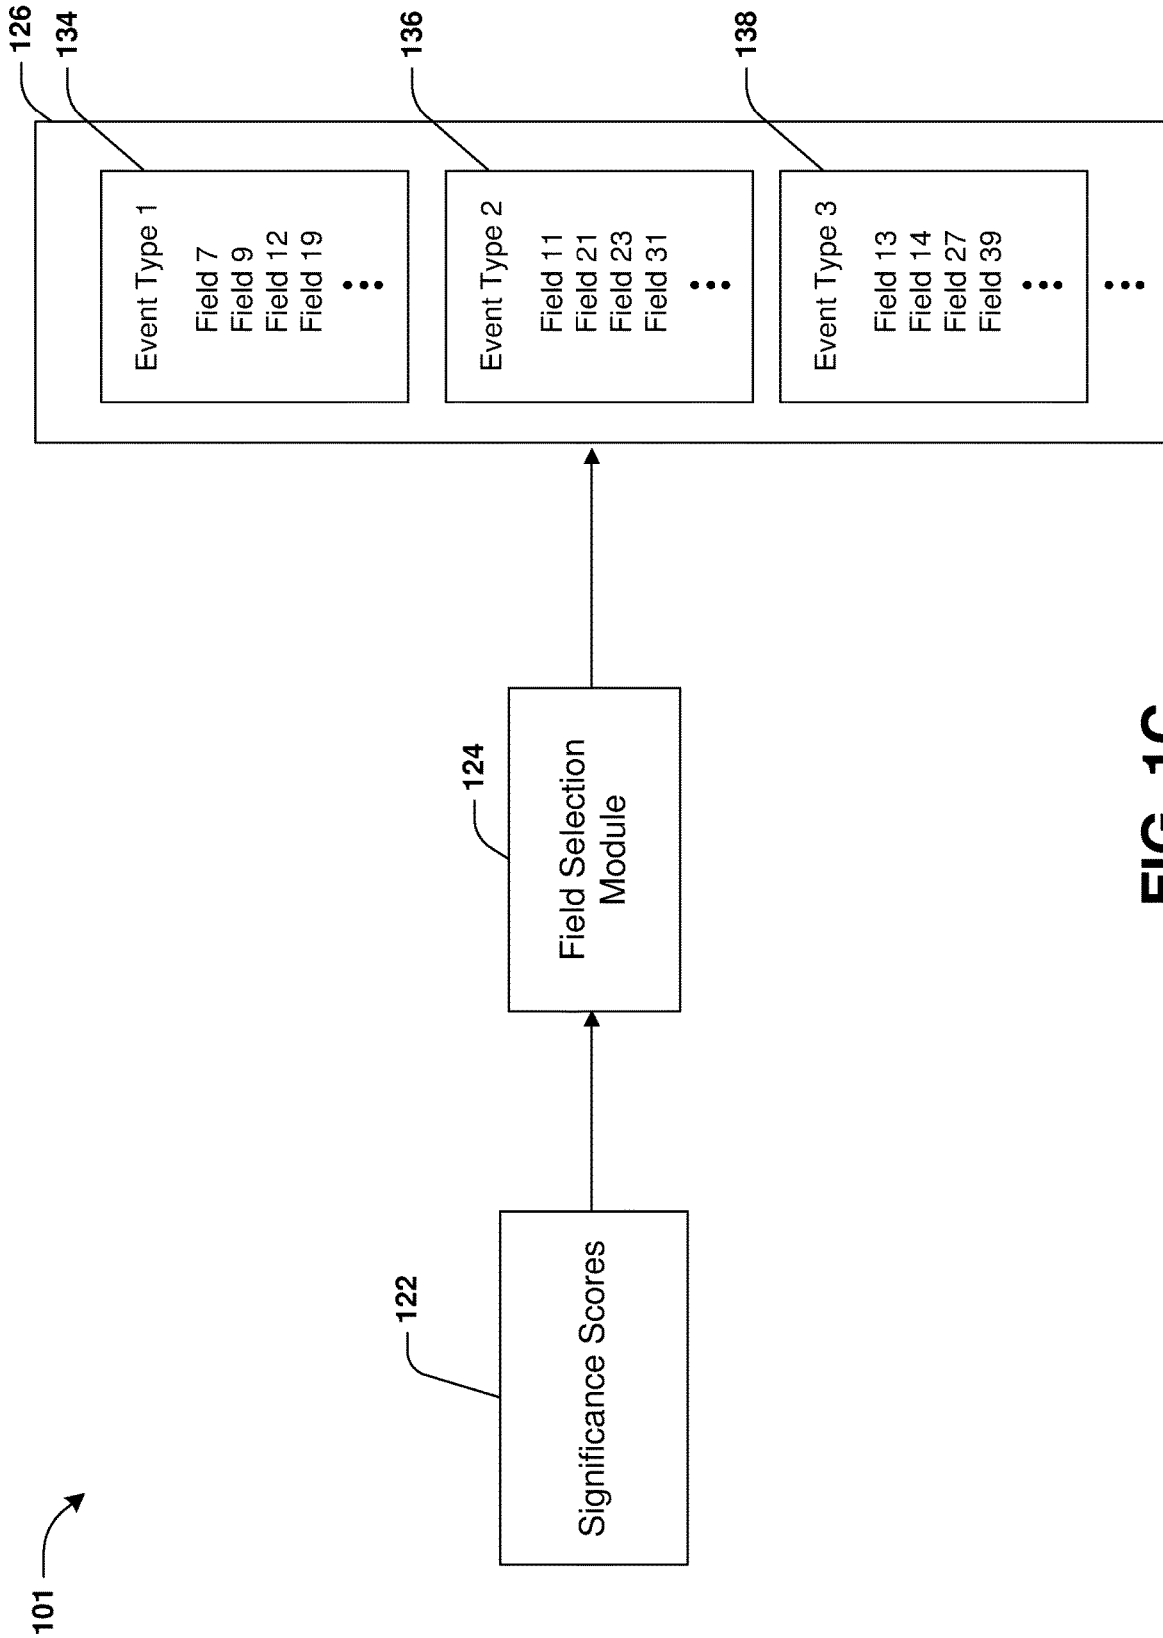 101
122
Significance Scores
124
Field Selection
Module
126
134
Event Type 1
Field 7
Field 9
Field 12
Field 19
136
Event Type 2
Field 11
Field 21
Field 23
Field 31
138
Event Type 3
Field 13
Field 14
Field 27
Field 39
FIG. 1C